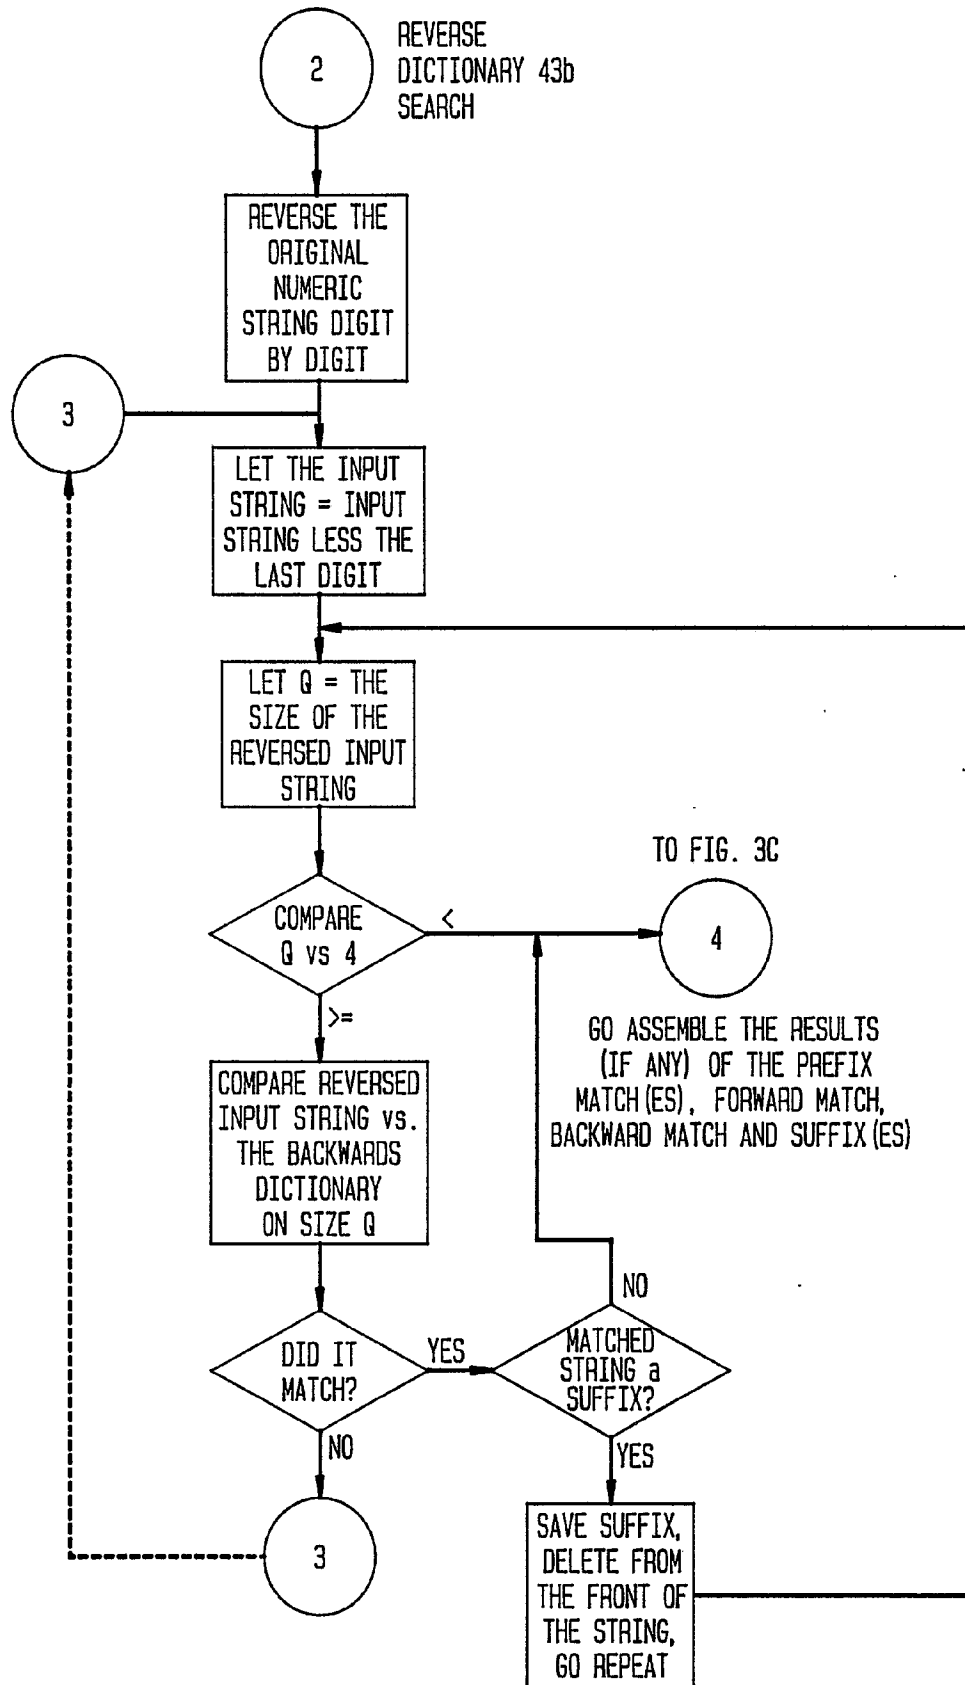 2
REVERSE
DICTIONARY 43b
SEARCH
REVERSE THE
ORIGINAL
NUMERIC
STRING DIGIT
BY DIGIT
3
LET THE INPUT
STRING = INPUT
STRING LESS THE
LAST DIGIT
LET Q = THE
SIZE OF THE
REVERSED INPUT
STRING
COMPARE
Q vs 4
<
>=
TO FIG. 3C
4
GO ASSEMBLE THE RESULTS
(IF ANY) OF THE PREFIX
MATCH(ES), FORWARD MATCH,
BACKWARD MATCH AND SUFFIX(ES)
COMPARE REVERSED
INPUT STRING vs.
THE BACKWARDS
DICTIONARY
ON SIZE Q
DID IT
MATCH?
YES
NO
MATCHED
STRING a
SUFFIX?
NO
YES
3
SAVE SUFFIX,
DELETE FROM
THE FRONT OF
THE STRING,
GO REPEAT